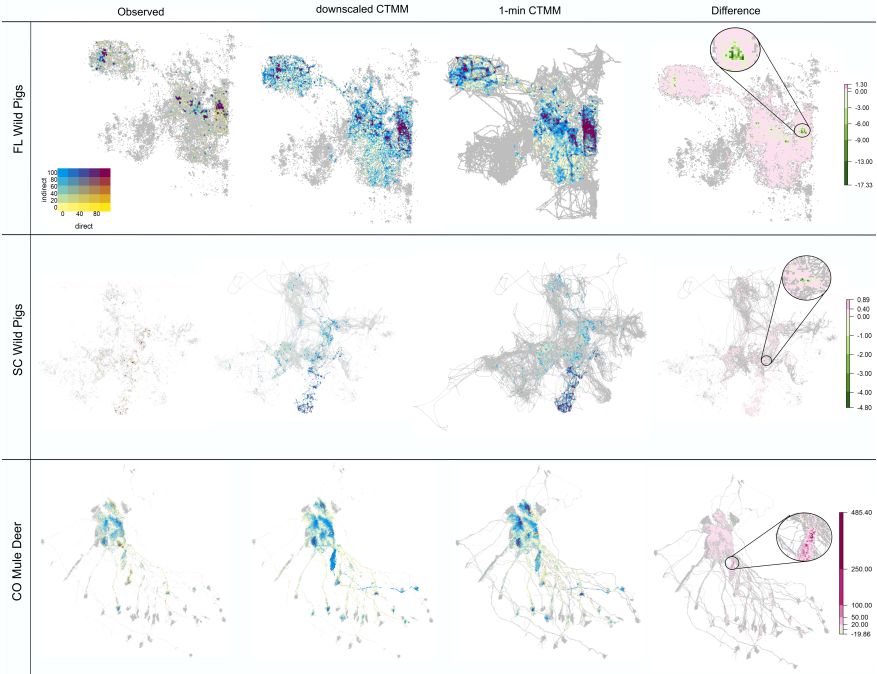 Observed
downscaled CTMM
1-min CTMM
Difference
FL Wild Pigs
indirect
100
80
60
40
20
0
0 40 80
direct
1.30
0.00
-3.00
-6.00
-9.00
-13.00
-17.33
SC Wild Pigs
0.89
0.40
0.00
-1.00
-2.00
-3.00
-4.00
-4.80
CO Mule Deer
485.40
250.00
100.00
50.00
20.00
-19.86